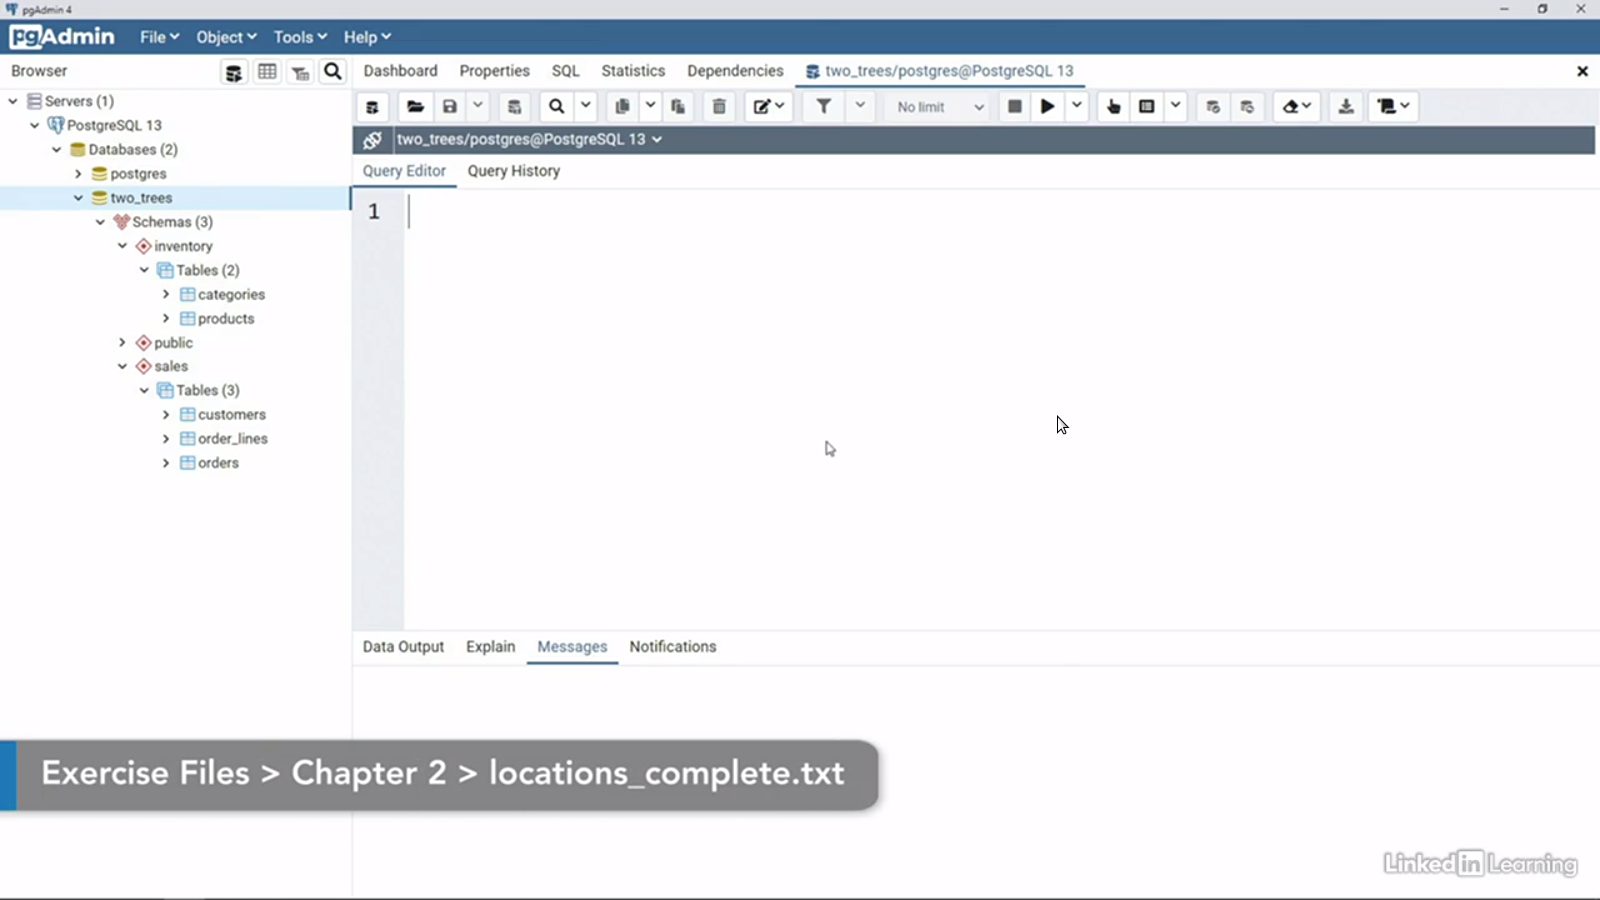 pgAdmin 4
pgAdmin File Object Tools Help
Browser
Dashboard Properties SQL Statistics Dependencies two_trees/postgres@PostgreSQL 13
Servers (1)
PostgreSQL 13
Databases (2)
postgres
two_trees
Schemas (3)
inventory
Tables (2)
categories
products
public
sales
Tables (3)
customers
order_lines
orders
No limit
two_trees/postgres@PostgreSQL 13
Query Editor Query History
1
Data Output Explain Messages Notifications
Exercise Files > Chapter 2 > locations_complete.txt
Linked in Learning